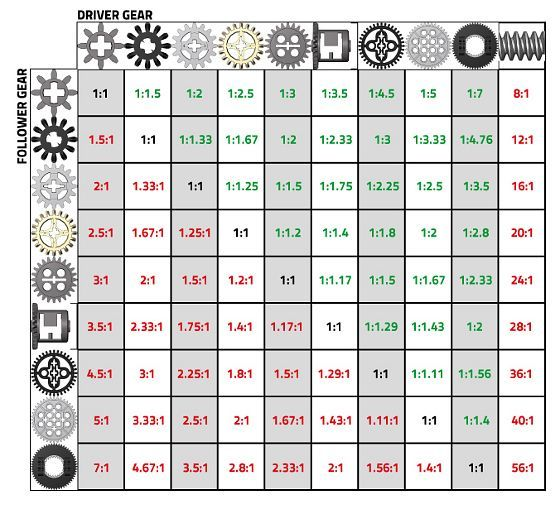 DRIVER GEAR
FOLLOWER GEAR
1:1 1:1.5 1:2 1:2.5 1:3 1:3.5 1:4.5 1:5 1:7 8:1
1.5:1 1:1 1:1.33 1:1.67 1:2 1:2.33 1:3 1:3.33 1:4.76 12:1
2:1 1.33:1 1:1 1:1.25 1:1.5 1:1.75 1:2.25 1:2.5 1:3.5 16:1
2.5:1 1.67:1 1.25:1 1:1 1:1.2 1:1.4 1:1.8 1:2 1:2.8 20:1
3:1 2:1 1.5:1 1.2:1 1:1 1:1.17 1:1.5 1:1.67 1:2.33 24:1
3.5:1 2.33:1 1.75:1 1.4:1 1.17:1 1:1 1:1.29 1:1.43 1:2 28:1
4.5:1 3:1 2.25:1 1.8:1 1.5:1 1.29:1 1:1 1:1.11 1:1.56 36:1
5:1 3.33:1 2.5:1 2:1 1.67:1 1.43:1 1.11:1 1:1 1:1.4 40:1
7:1 4.67:1 3.5:1 2.8:1 2.33:1 2:1 1.56:1 1.4:1 1:1 56:1